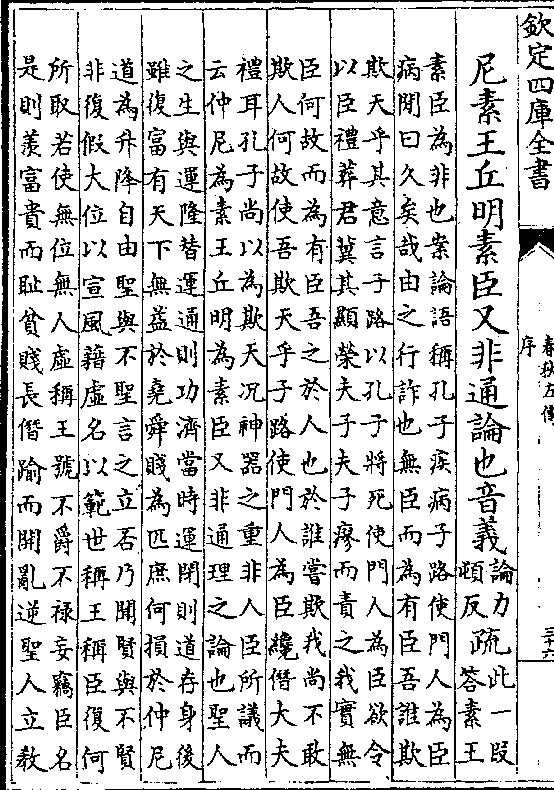 欽定四庫全書
春秋左傳
序
三十六
尼素王丘明素臣又非通論也音義論力頓反疏此一段答素王
素臣為非也案論語稱孔子疾病子路使門人為臣
病閒曰久矣哉由之行詐也無臣而為有臣吾誰欺
欺天乎其意言子路以孔子將死使門人為臣欲令
以臣禮葬君冀其顯榮夫子夫子瘳而責之我實無
臣何故而為有臣吾之於人也於誰嘗欺我尚不敢
欺人何故使吾欺天乎子路使門人為臣纔僭大夫
禮耳孔子尚以為欺天況神器之重非人臣所議而
云仲尼為素王丘明為素臣又非通理之論也聖人
之生與運隆替運通則功濟當時運閉則道存身後
雖復富有天下無益於堯舜賤為匹庶何損於仲尼
道為升降自由聖與不聖言之立否乃闗賢與不賢
非復假大位以宣風藉虛名以範世稱王稱臣復何
所取若使無位無人虛稱王號不爵不祿妄竊臣名
是則羨富貴而恥貧賤長僭踰而開亂逆聖人立教